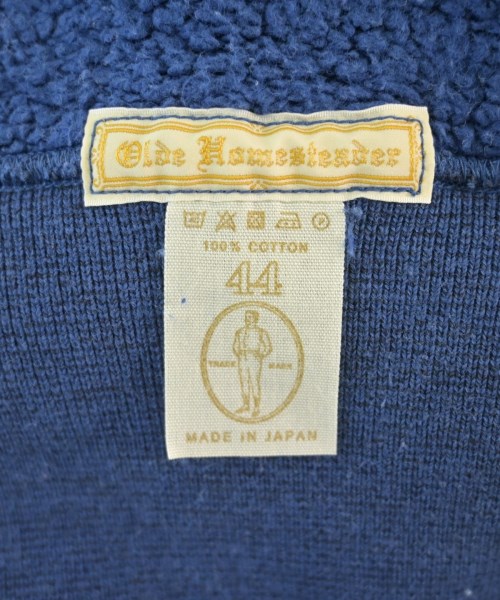 Olde Homesteader
100% COTTON
44
TRADE MARK
MADE IN JAPAN